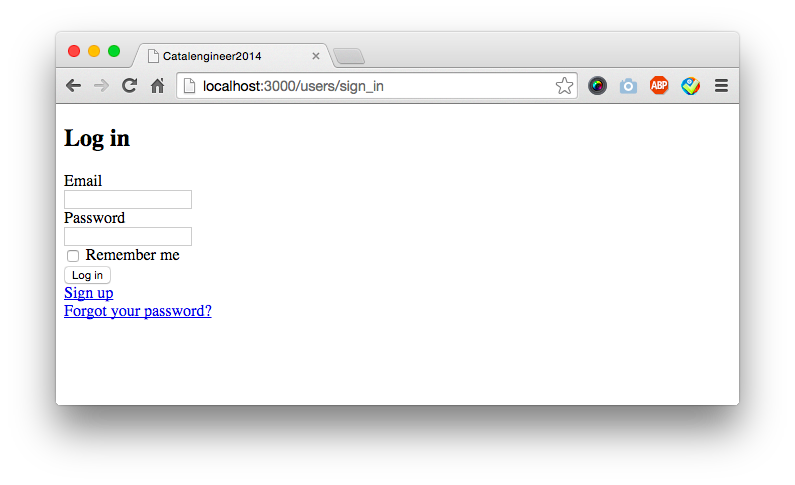 Catalengineer2014
localhost:3000/users/sign_in
ABP
Log in
Email
Password
Remember me
Log in
Sign up
Forgot your password?